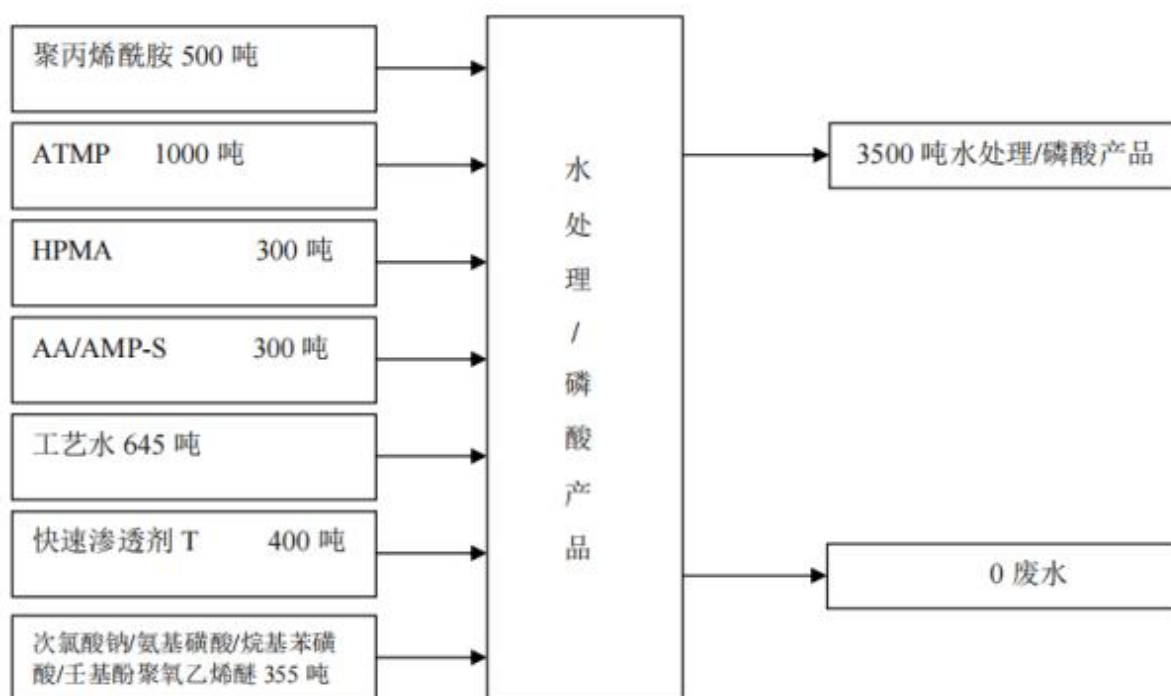 聚丙烯酰胺 500 吨
ATMP 1000 吨
HPMA 300 吨
AA/AMP-S 300 吨
工艺水 645 吨
快速渗透剂 T 400 吨
次氯酸钠/氨基磺酸/烷基苯磺
酸/壬基酚聚氧乙烯醚 355 吨
水
处
理
/
磷
酸
产
品
3500 吨水处理/磷酸产品
0 废水